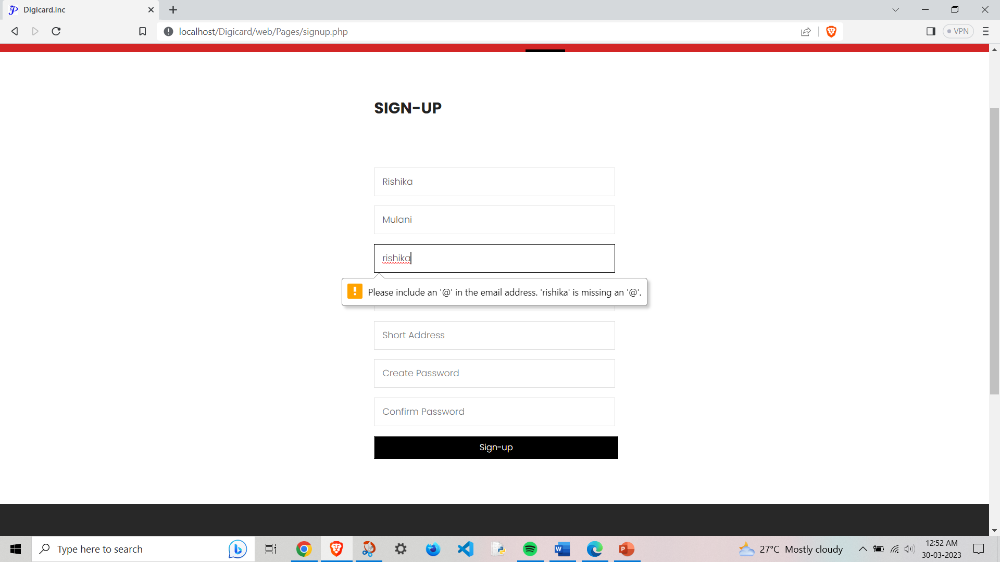 Digicard.inc
localhost/Digicard/web/Pages/signup.php
VPN
SIGN-UP
Rishika
Mulani
rishika
Please include an '@' in the email address. 'rishika' is missing an '@'.
Short Address
Create Password
Confirm Password
Sign-up
Type here to search
27°C Mostly cloudy
12:52 AM
30-03-2023